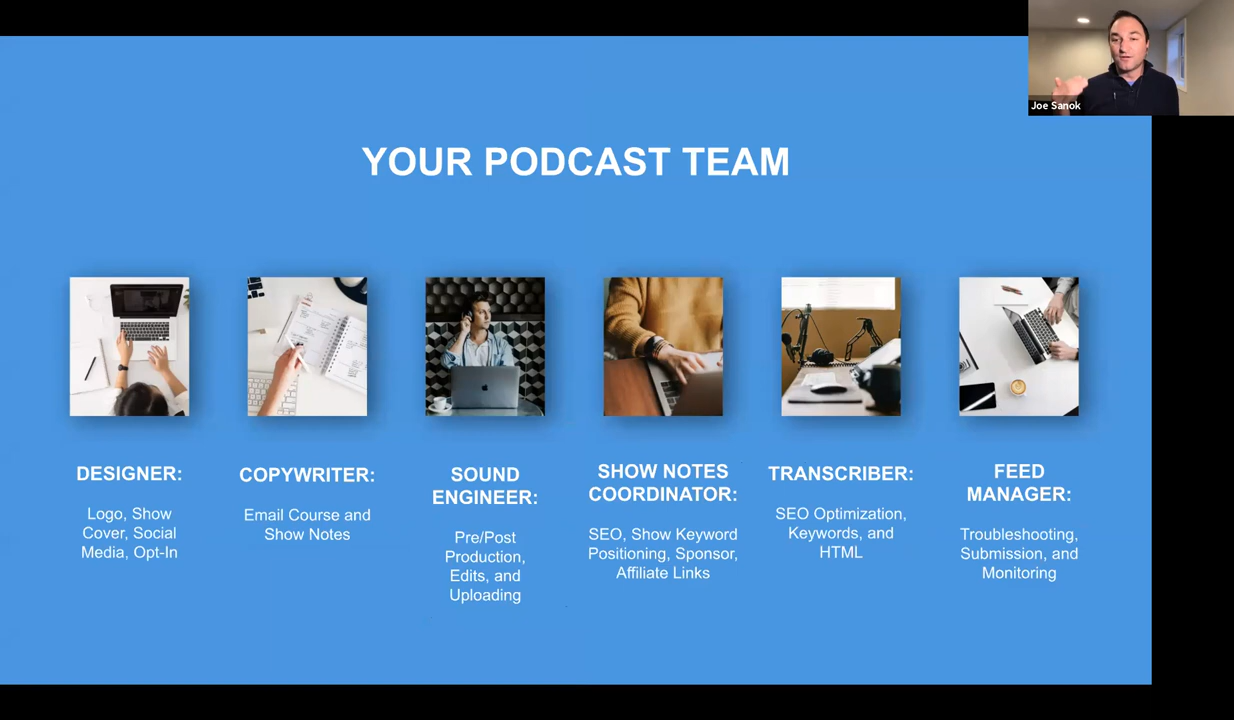 Joe Sanok
YOUR PODCAST TEAM
DESIGNER:
Logo, Show
Cover, Social
Media, Opt-In
COPYWRITER:
Email Course and
Show Notes
SOUND
ENGINEER:
Pre/Post
Production,
Edits, and
Uploading
SHOW NOTES
COORDINATOR:
SEO, Show Keyword
Positioning, Sponsor,
Affiliate Links
TRANSCRIBER:
SEO Optimization,
Keywords, and
HTML
FEED
MANAGER:
Troubleshooting,
Submission, and
Monitoring